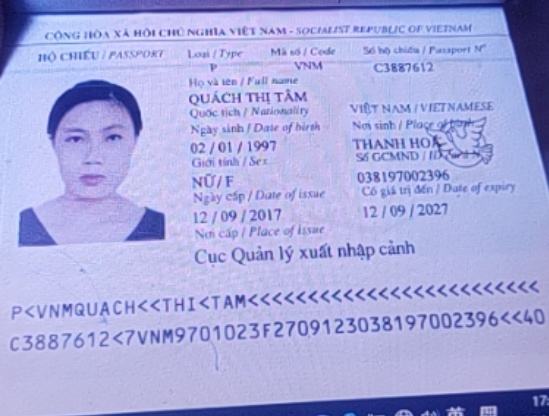 CỘNG HÒA XÃ HỘI CHỦ NGHĨA VIỆT NAM - SOCIALIST REPUBLIC OF VIETNAM
HỘ CHIẾU / PASSPORT Loại / Type Mã số / Code Số hộ chiếu / Passport Nº
P VNM C3887612
Họ và tên / Full name
QUÁCH THỊ TÂM
Quốc tịch / Nationality VIỆT NAM / VIETNAMESE
Ngày sinh / Date of birth Nơi sinh / Place of birth
02 / 01 / 1997 THANH HOÁ
Giới tính / Sex Số GCMND / ID
NỮ / F 038197002396
Ngày cấp / Date of issue Có giá trị đến / Date of expiry
12 / 09 / 2017 12 / 09 / 2027
Nơi cấp / Place of issue
Cục Quản lý xuất nhập cảnh
P<VNMQUACH<<THI<TAM<<<<<<<<<<<<<<<<<<<<<<<<<
C3887612<7VNM9701023F2709123038197002396<<40
英
17: